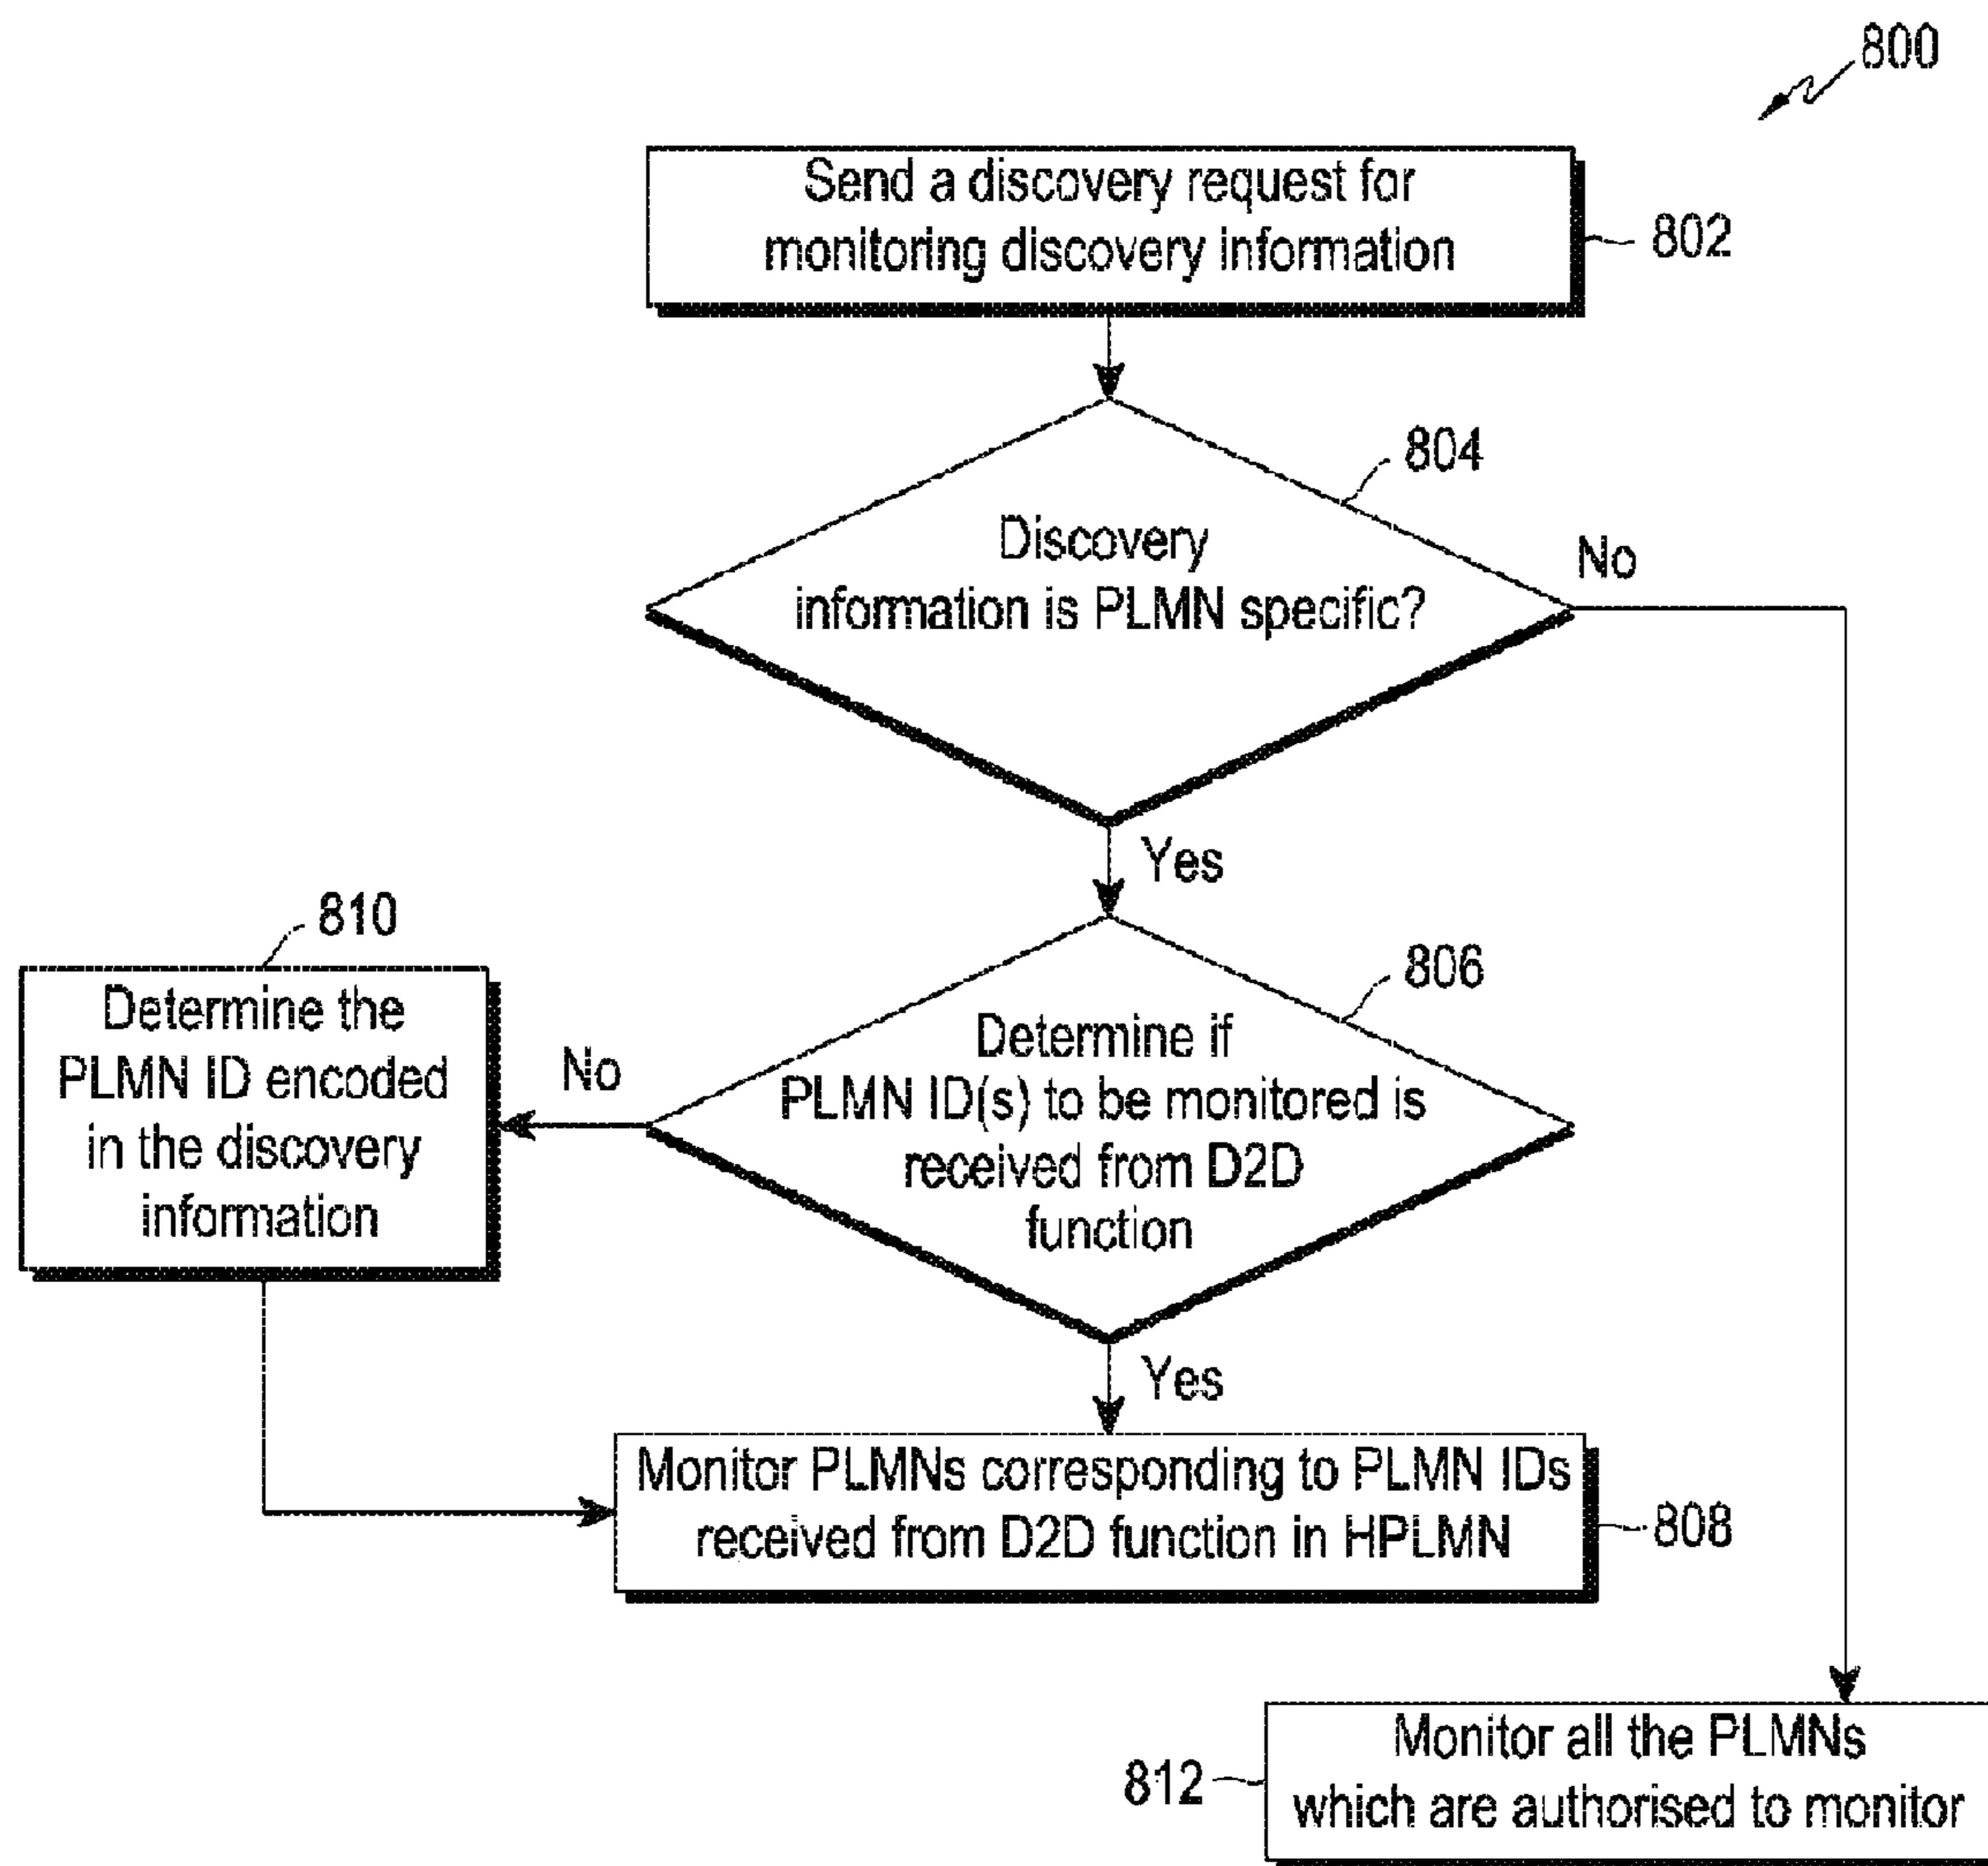 800
Send a discovery request for
monitoring discovery information
802
804
Discovery
information is PLMN specific?
No
Yes
810
Determine the
PLMN ID encoded
in the discovery
information
No
806
Determine if
PLMN ID(s) to be monitored is
received from D2D
function
Yes
Monitor PLMNs corresponding to PLMN IDs
received from D2D function in HPLMN
808
812
Monitor all the PLMNs
which are authorised to monitor